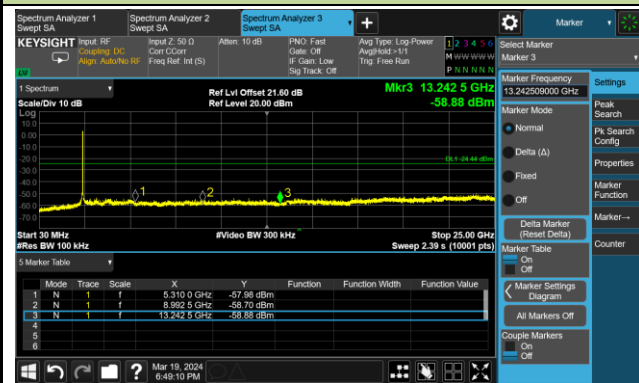 Spectrum Analyzer 1
Swept SA
Spectrum Analyzer 2
Swept SA
Spectrum Analyzer 3
Swept SA
Marker
KEYSIGHT
Input: RF
Coupling: DC
Align: Auto/No RF
Input Z: 50 Ω
Corr CCorr
Freq Ref: Int (S)
Atten: 10 dB
PNO: Fast
Gate: Off
IF Gain: Low
Sig Track: Off
Avg Type: Log-Power
Avg|Hold:>1/1
Trig: Free Run
1 2 3 4 5 6
M W W W W W
P N N N N N
LVI
1 Spectrum
Scale/Div 10 dB
Log
Ref Lvl Offset 21.60 dB
Ref Level 20.00 dBm
Mkr3 13.242 5 GHz
-58.88 dBm
10.0
0.00
-10.0
-20.0
-30.0
-40.0
-50.0
-60.0
-70.0
DL1 -24.44 dBm
1
2
3
Start 30 MHz
#Res BW 100 kHz
#Video BW 300 kHz
Stop 25.00 GHz
Sweep 2.39 s (10001 pts)
5 Marker Table
Mode Trace Scale X Y Function Function Width Function Value
1 N 1 f 5.310 0 GHz -57.98 dBm
2 N 1 f 8.992 5 GHz -58.70 dBm
3 N 1 f 13.242 5 GHz -58.88 dBm
4
5
6
Mar 19, 2024
6:49:10 PM
Select Marker
Marker 3
Marker Frequency
13.242509000 GHz
Marker Mode
Normal
Delta (Δ)
Fixed
Off
Delta Marker
(Reset Delta)
Marker Table
On
Off
Marker Settings
Diagram
All Markers Off
Couple Markers
On
Off
Settings
Peak
Search
Pk Search
Config
Properties
Marker
Function
Marker→
Counter